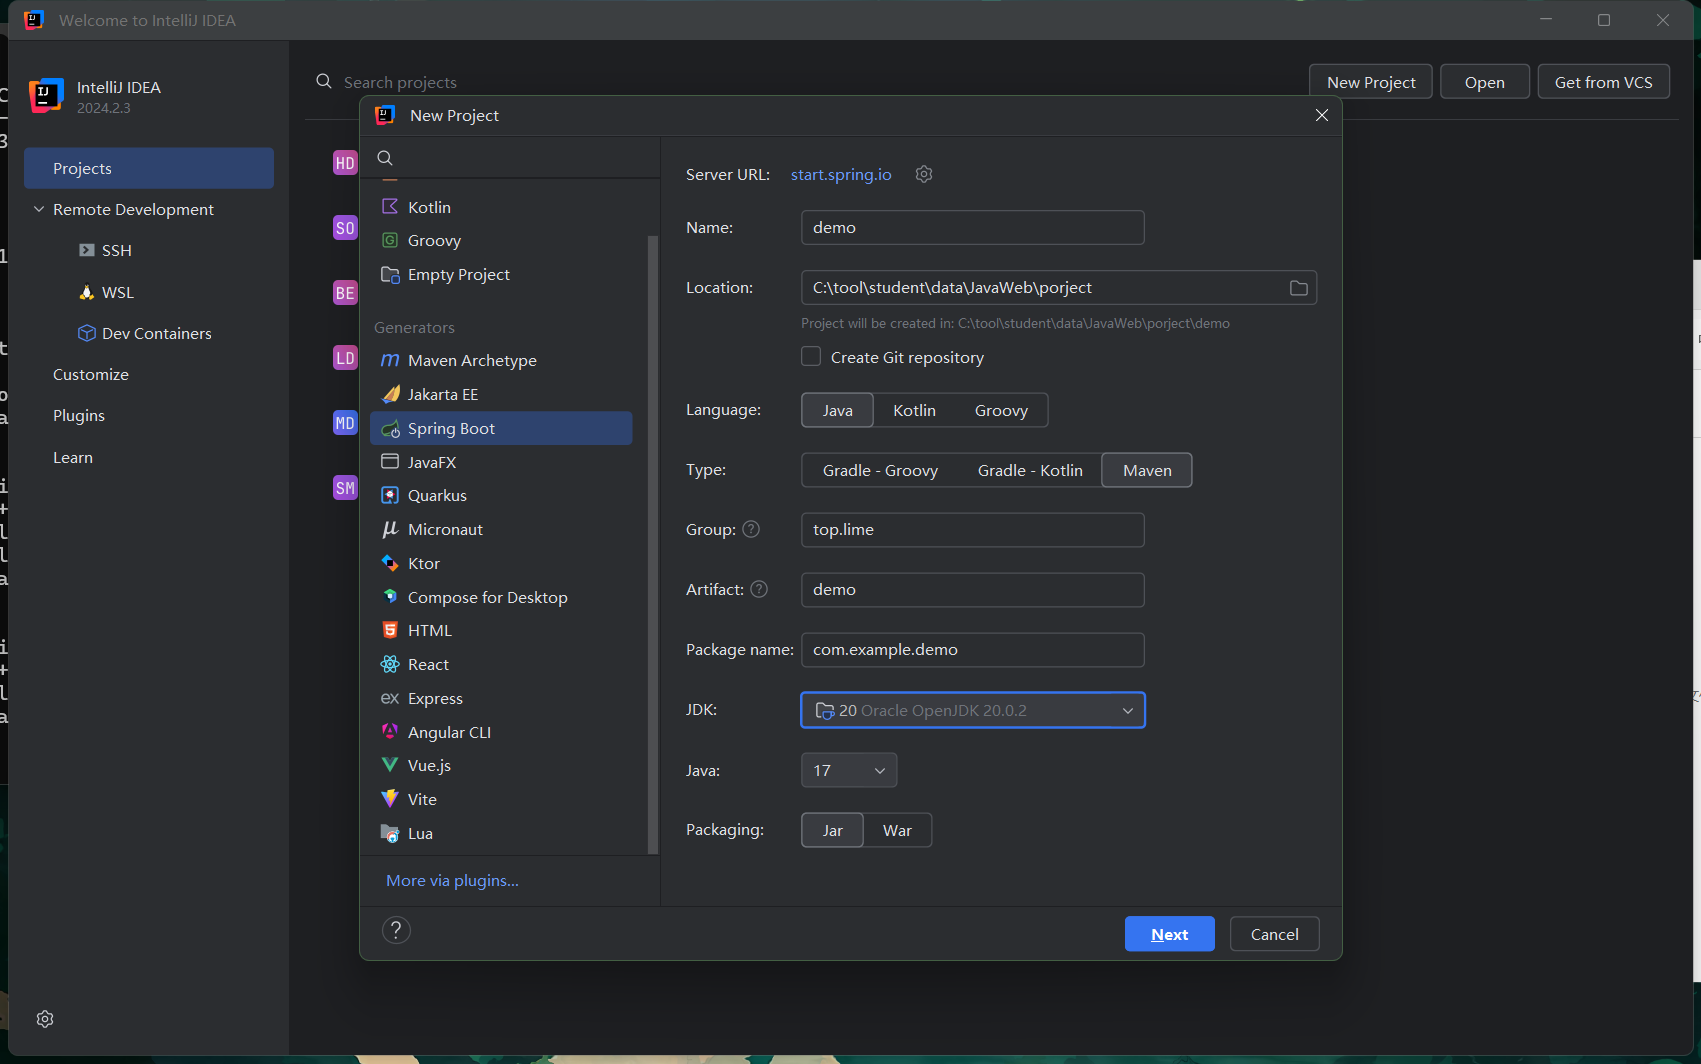 Welcome to IntelliJ IDEA
IntelliJ IDEA
2024.2.3
Projects
Remote Development
SSH
WSL
Dev Containers
Customize
Plugins
Learn
Search projects
New Project
Open
Get from VCS
HD
SO
BE
LD
MD
SM
New Project
Kotlin
Groovy
Empty Project
Generators
Maven Archetype
Jakarta EE
Spring Boot
JavaFX
Quarkus
Micronaut
Ktor
Compose for Desktop
HTML
React
Express
Angular CLI
Vue.js
Vite
Lua
More via plugins...
Server URL: start.spring.io
Name: demo
Location: C:\tool\student\data\JavaWeb\porject
Project will be created in: C:\tool\student\data\JavaWeb\porject\demo
Create Git repository
Language: Java Kotlin Groovy
Type: Gradle - Groovy Gradle - Kotlin Maven
Group: top.lime
Artifact: demo
Package name: com.example.demo
JDK: 20 Oracle OpenJDK 20.0.2
Java: 17
Packaging: Jar War
? Next Cancel